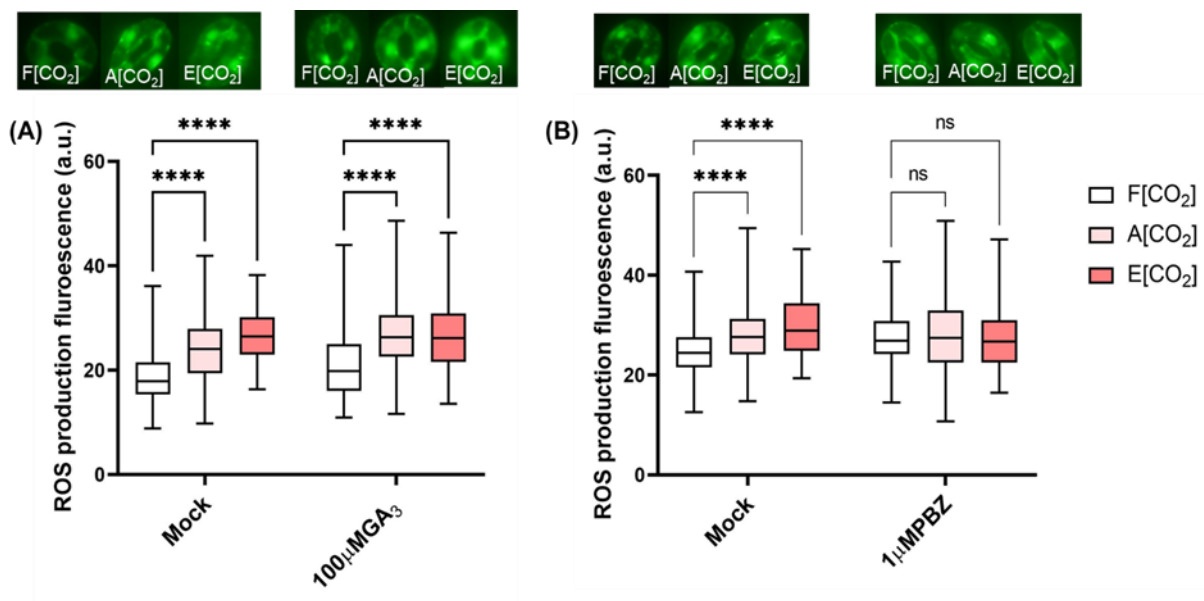 F[CO₂] A[CO₂] E[CO₂]
F[CO₂] A[CO₂] E[CO₂]
F[CO₂] A[CO₂] E[CO₂]
F[CO₂] A[CO₂] E[CO₂]
(A)
ROS production fluroescence (a.u.)
60
40
20
0
****
****
****
****
Mock
100μMGA₃
(B)
ROS production fluroescence (a.u.)
60
40
20
0
****
****
ns
ns
Mock
1μMPBZ
F[CO₂]
A[CO₂]
E[CO₂]